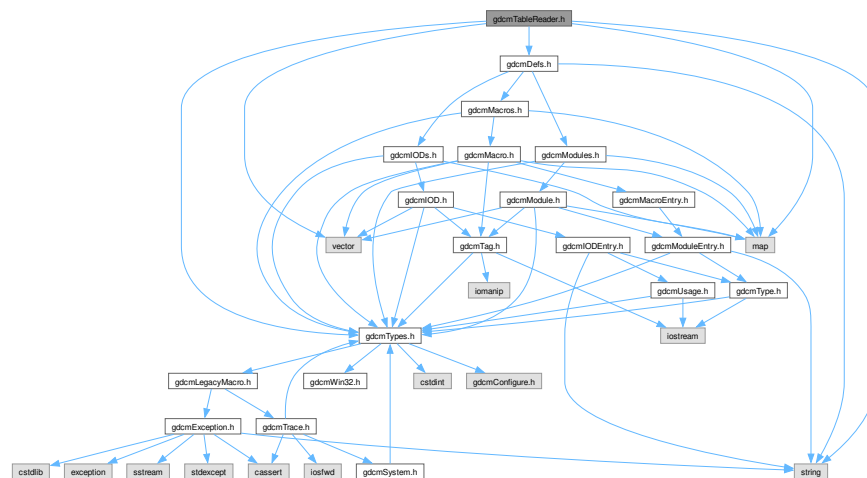 gdcmTableReader.h
gdcmDefs.h
gdcmMacros.h
gdcmIODs.h
gdcmMacro.h
gdcmModules.h
gdcmIOD.h
gdcmModule.h
gdcmMacroEntry.h
vector
gdcmTag.h
gdcmIODEntry.h
gdcmModuleEntry.h
map
iomanip
gdcmUsage.h
gdcmType.h
gdcmTypes.h
iostream
gdcmLegacyMacro.h
gdcmWin32.h
cstdint
gdcmConfigure.h
gdcmException.h
gdcmTrace.h
cstdlib
exception
sstream
stdexcept
cassert
iosfwd
gdcmSystem.h
string